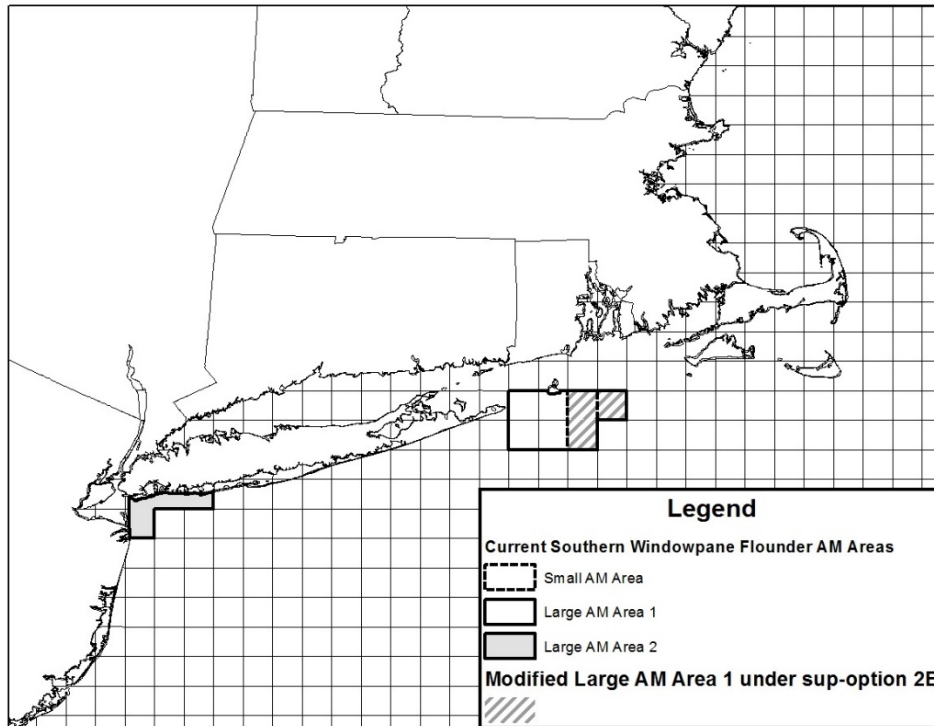 Legend
Current Southern Windowpane Flounder AM Areas
Small AM Area
Large AM Area 1
Large AM Area 2
Modified Large AM Area 1 under sup-option 2E